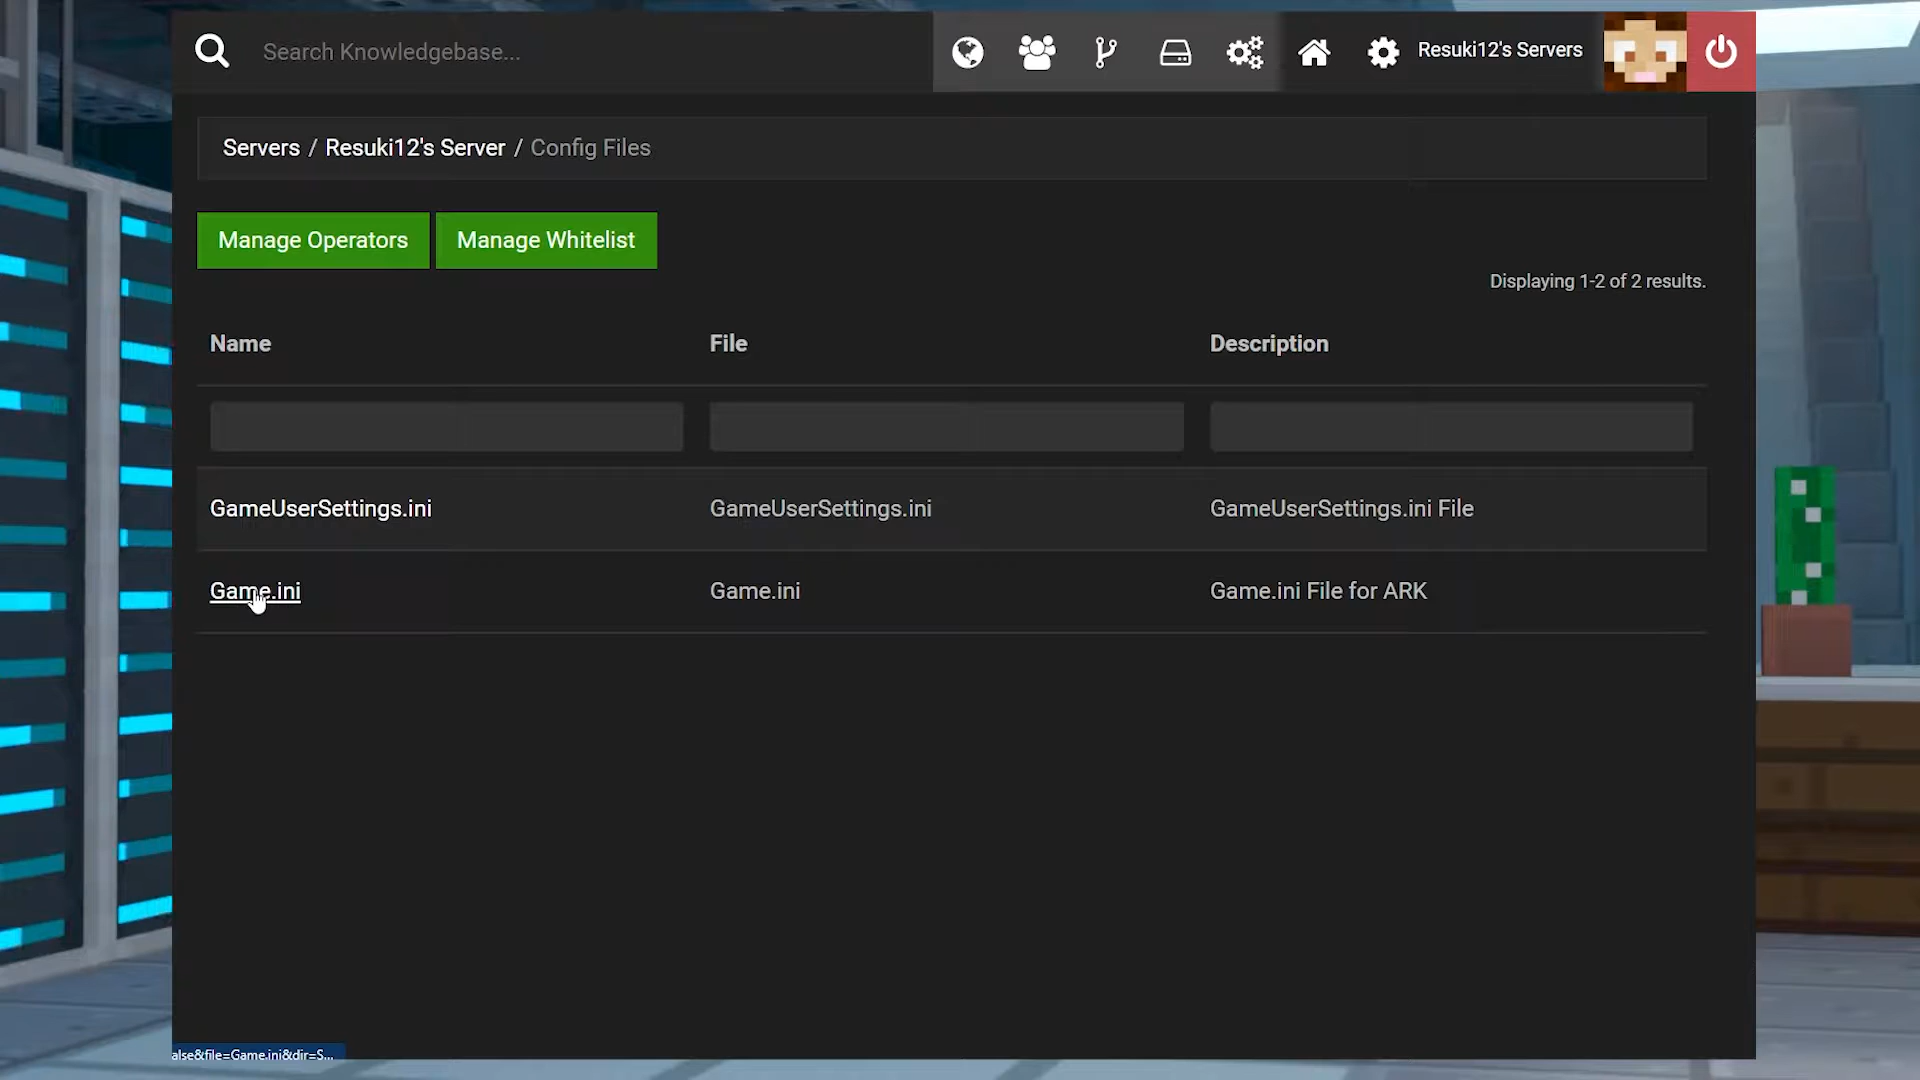 Search Knowledgebase...
Resuki12's Servers
Servers / Resuki12's Server / Config Files
Manage Operators
Manage Whitelist
Displaying 1-2 of 2 results.
Name
File
Description
GameUserSettings.ini
GameUserSettings.ini
GameUserSettings.ini File
Game.ini
Game.ini
Game.ini File for ARK
alse&file=Game.ini&dir=S...